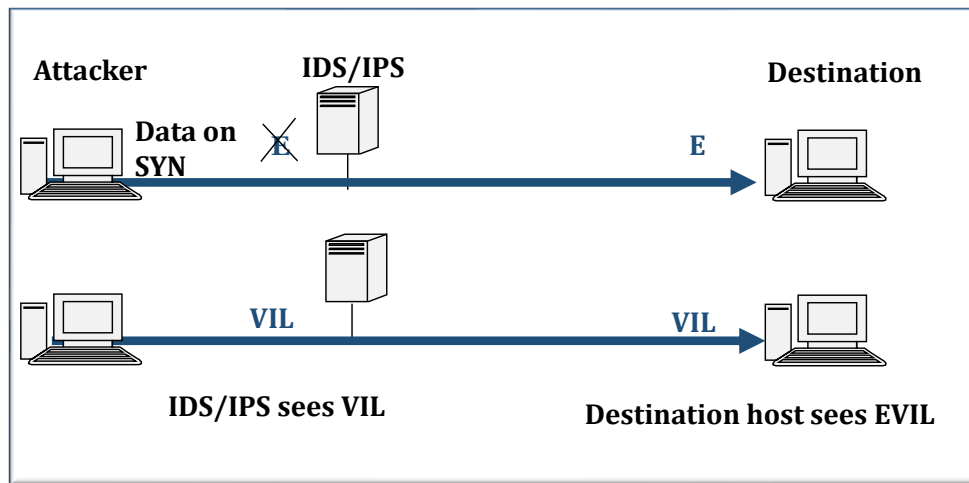 Attacker
IDS/IPS
Destination
Data on
SYN
E
E
VIL
VIL
IDS/IPS sees VIL
Destination host sees EVIL